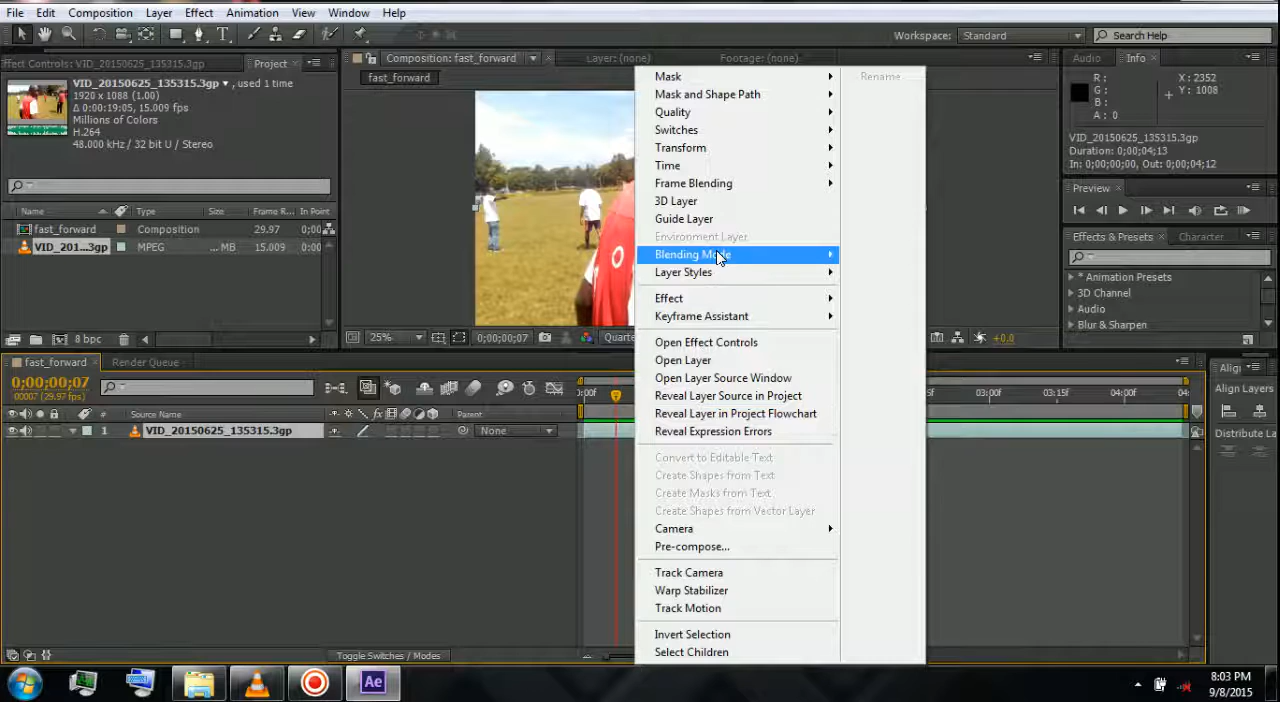 File Edit Composition Layer Effect Animation View Window Help
Workspace: Standard Search Help
Effect Controls: VID_20150625_135315.3gp Project
Composition: fast_forward Layer: (none) Footage: (none)
Audio Info
fast_forward
VID_20150625_135315.3gp , used 1 time
1920 x 1088 (1.00)
Δ 0:00:19:05, 15.009 fps
Millions of Colors
H.264
48.000 kHz / 32 bit U / Stereo
R :
G :
B :
A : 0
X : 2352
Y : 1008
VID_20150625_135315.3gp
Duration: 0;00;04;13
In: 0;00;00;00, Out: 0;00;04;12
Preview
Effects & Presets Character
* Animation Presets
3D Channel
Audio
Blur & Sharpen
Name Type Size Frame R... In Point
fast_forward Composition 29.97 0;00
VID_201...3gp MPEG ... MB 15.009 0;00
8 bpc
25% 0;00;00;07 Quarte
+0.0
Mask
Mask and Shape Path
Quality
Switches
Transform
Time
Frame Blending
3D Layer
Guide Layer
Environment Layer
Blending Mode
Layer Styles
Effect
Keyframe Assistant
Open Effect Controls
Open Layer
Open Layer Source Window
Reveal Layer Source in Project
Reveal Layer in Project Flowchart
Reveal Expression Errors
Convert to Editable Text
Create Shapes from Text
Create Masks from Text
Create Shapes from Vector Layer
Camera
Pre-compose...
Track Camera
Warp Stabilizer
Track Motion
Invert Selection
Select Children
Rename
fast_forward Render Queue
0;00;00;07
00007 (29.97 fps)
# Source Name Parent
1 VID_20150625_135315.3gp None
:00f 5f 03:00f 03:15f 04:00f
Toggle Switches / Modes
Align Layers
Distribute La
Ae
8:03 PM
9/8/2015